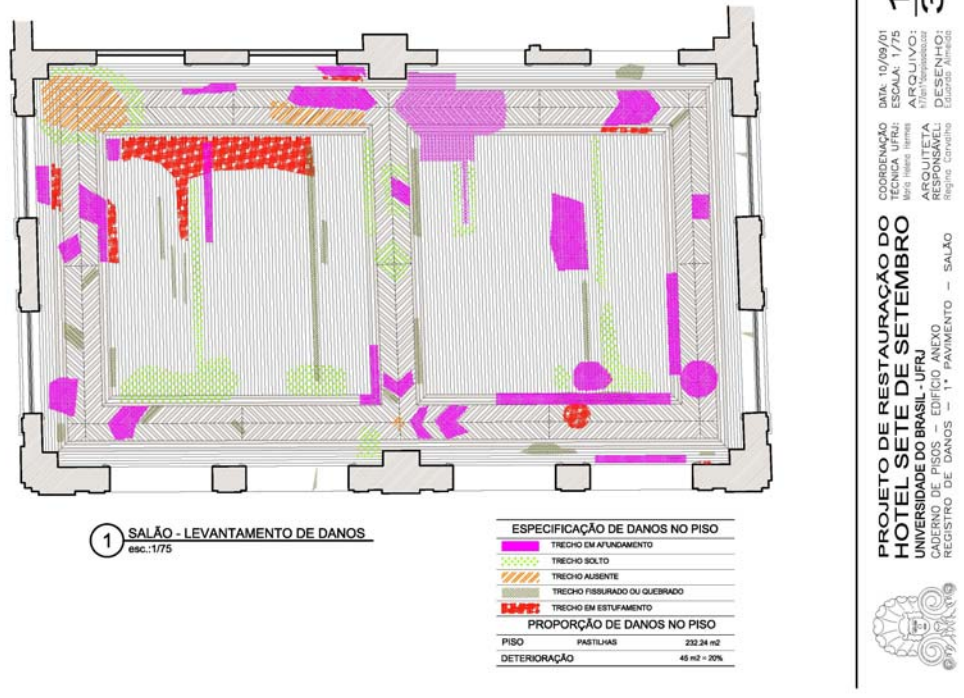 1 SALÃO - LEVANTAMENTO DE DANOS
esc.:1/75
ESPECIFICAÇÃO DE DANOS NO PISO
TRECHO EM AFUNDAMENTO
TRECHO SOLTO
TRECHO AUSENTE
TRECHO FISSURADO OU QUEBRADO
TRECHO EM ESTUFAMENTO
PROPORÇÃO DE DANOS NO PISO
PISO PASTILHAS 232.24 m2
DETERIORAÇÃO 45 m2 = 20%
PROJETO DE RESTAURAÇÃO DO
HOTEL SETE DE SETEMBRO
UNIVERSIDADE DO BRASIL - UFRJ
CADERNO DE PISOS – EDIFÍCIO ANEXO
REGISTRO DE DANOS – 1º PAVIMENTO – SALÃO
COORDENAÇÃO
TÉCNICA UFRJ:
Maria Helena Hermes
ARQUITETA
RESPONSÁVEL:
Regina Carvalho
DATA: 10/09/01
ESCALA: 1/75
ARQUIVO:
DESENHO:
Eduardo Almeida